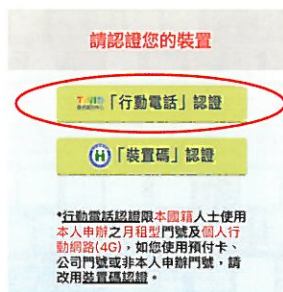 請認證您的裝置
「行動電話」認證
「裝置碼」認證
*行動電話認證限本國籍人士使用
本人申辦之月租型門號及個人行
動網路(4G)，如您使用預付卡、
公司門號或非本人申辦門號，請
改用裝置碼認證。